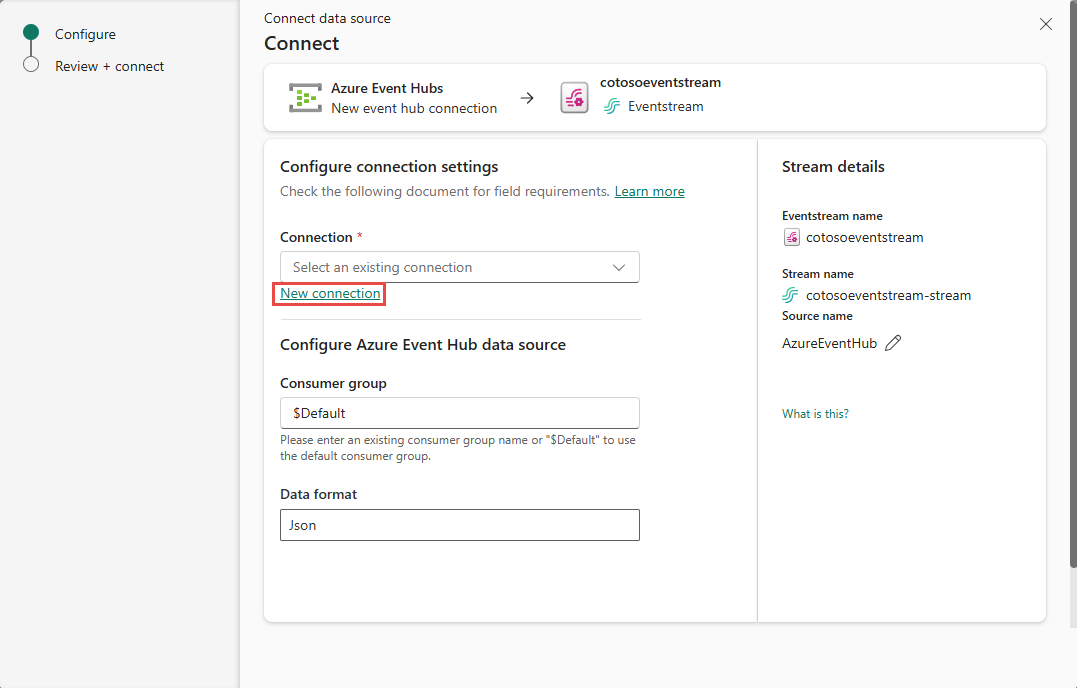 Configure
Review + connect
Connect data source
Connect
Azure Event Hubs
New event hub connection
cotosoeventstream
Eventstream
Configure connection settings
Check the following document for field requirements. Learn more
Connection *
Select an existing connection
New connection
Configure Azure Event Hub data source
Consumer group
$Default
Please enter an existing consumer group name or "$Default" to use
the default consumer group.
Data format
Json
Stream details
Eventstream name
cotosoeventstream
Stream name
cotosoeventstream-stream
Source name
AzureEventHub
What is this?